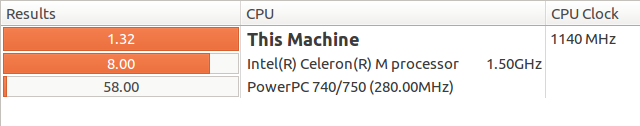 Results CPU CPU Clock
1.32 This Machine 1140 MHz
8.00 Intel(R) Celeron(R) M processor 1.50GHz
58.00 PowerPC 740/750 (280.00MHz)